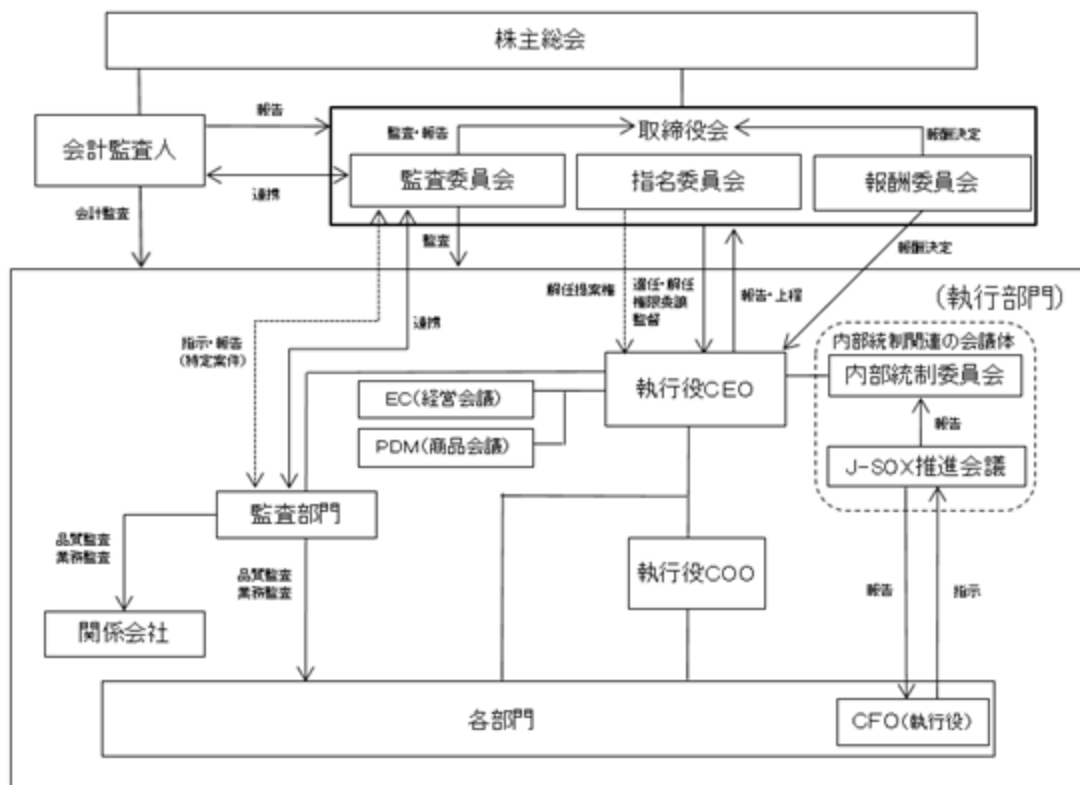 株主総会
報告
会計監査人
連携
会計監査
監査・報告
取締役会
報酬決定
監査委員会
指名委員会
報酬委員会
監査
報酬決定
解任提案権
選任・解任
権限委譲
監督
報告・上程
(執行部門)
指示・報告
(特定案件)
連携
内部統制関連の会議体
内部統制委員会
報告
J-SOX推進会議
執行役CEO
EC(経営会議)
PDM(商品会議)
監査部門
品質監査
業務監査
品質監査
業務監査
執行役COO
報告
指示
関係会社
各部門
CFO(執行役)